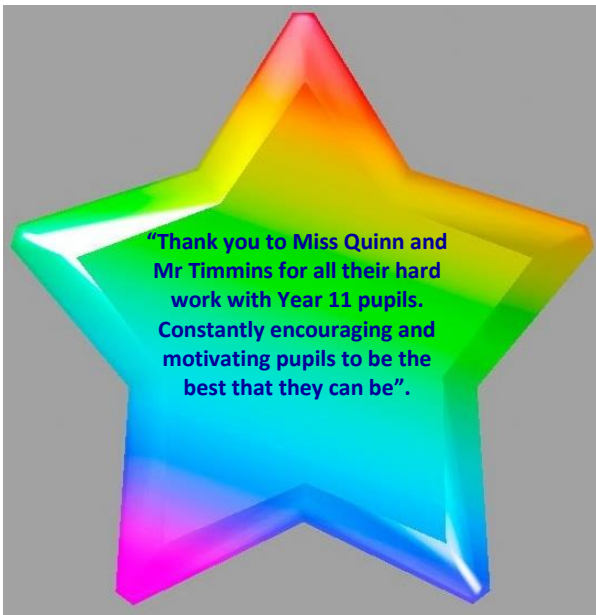 “Thank you to Miss Quinn and
Mr Timmins for all their hard
work with Year 11 pupils.
Constantly encouraging and
motivating pupils to be the
best that they can be”.